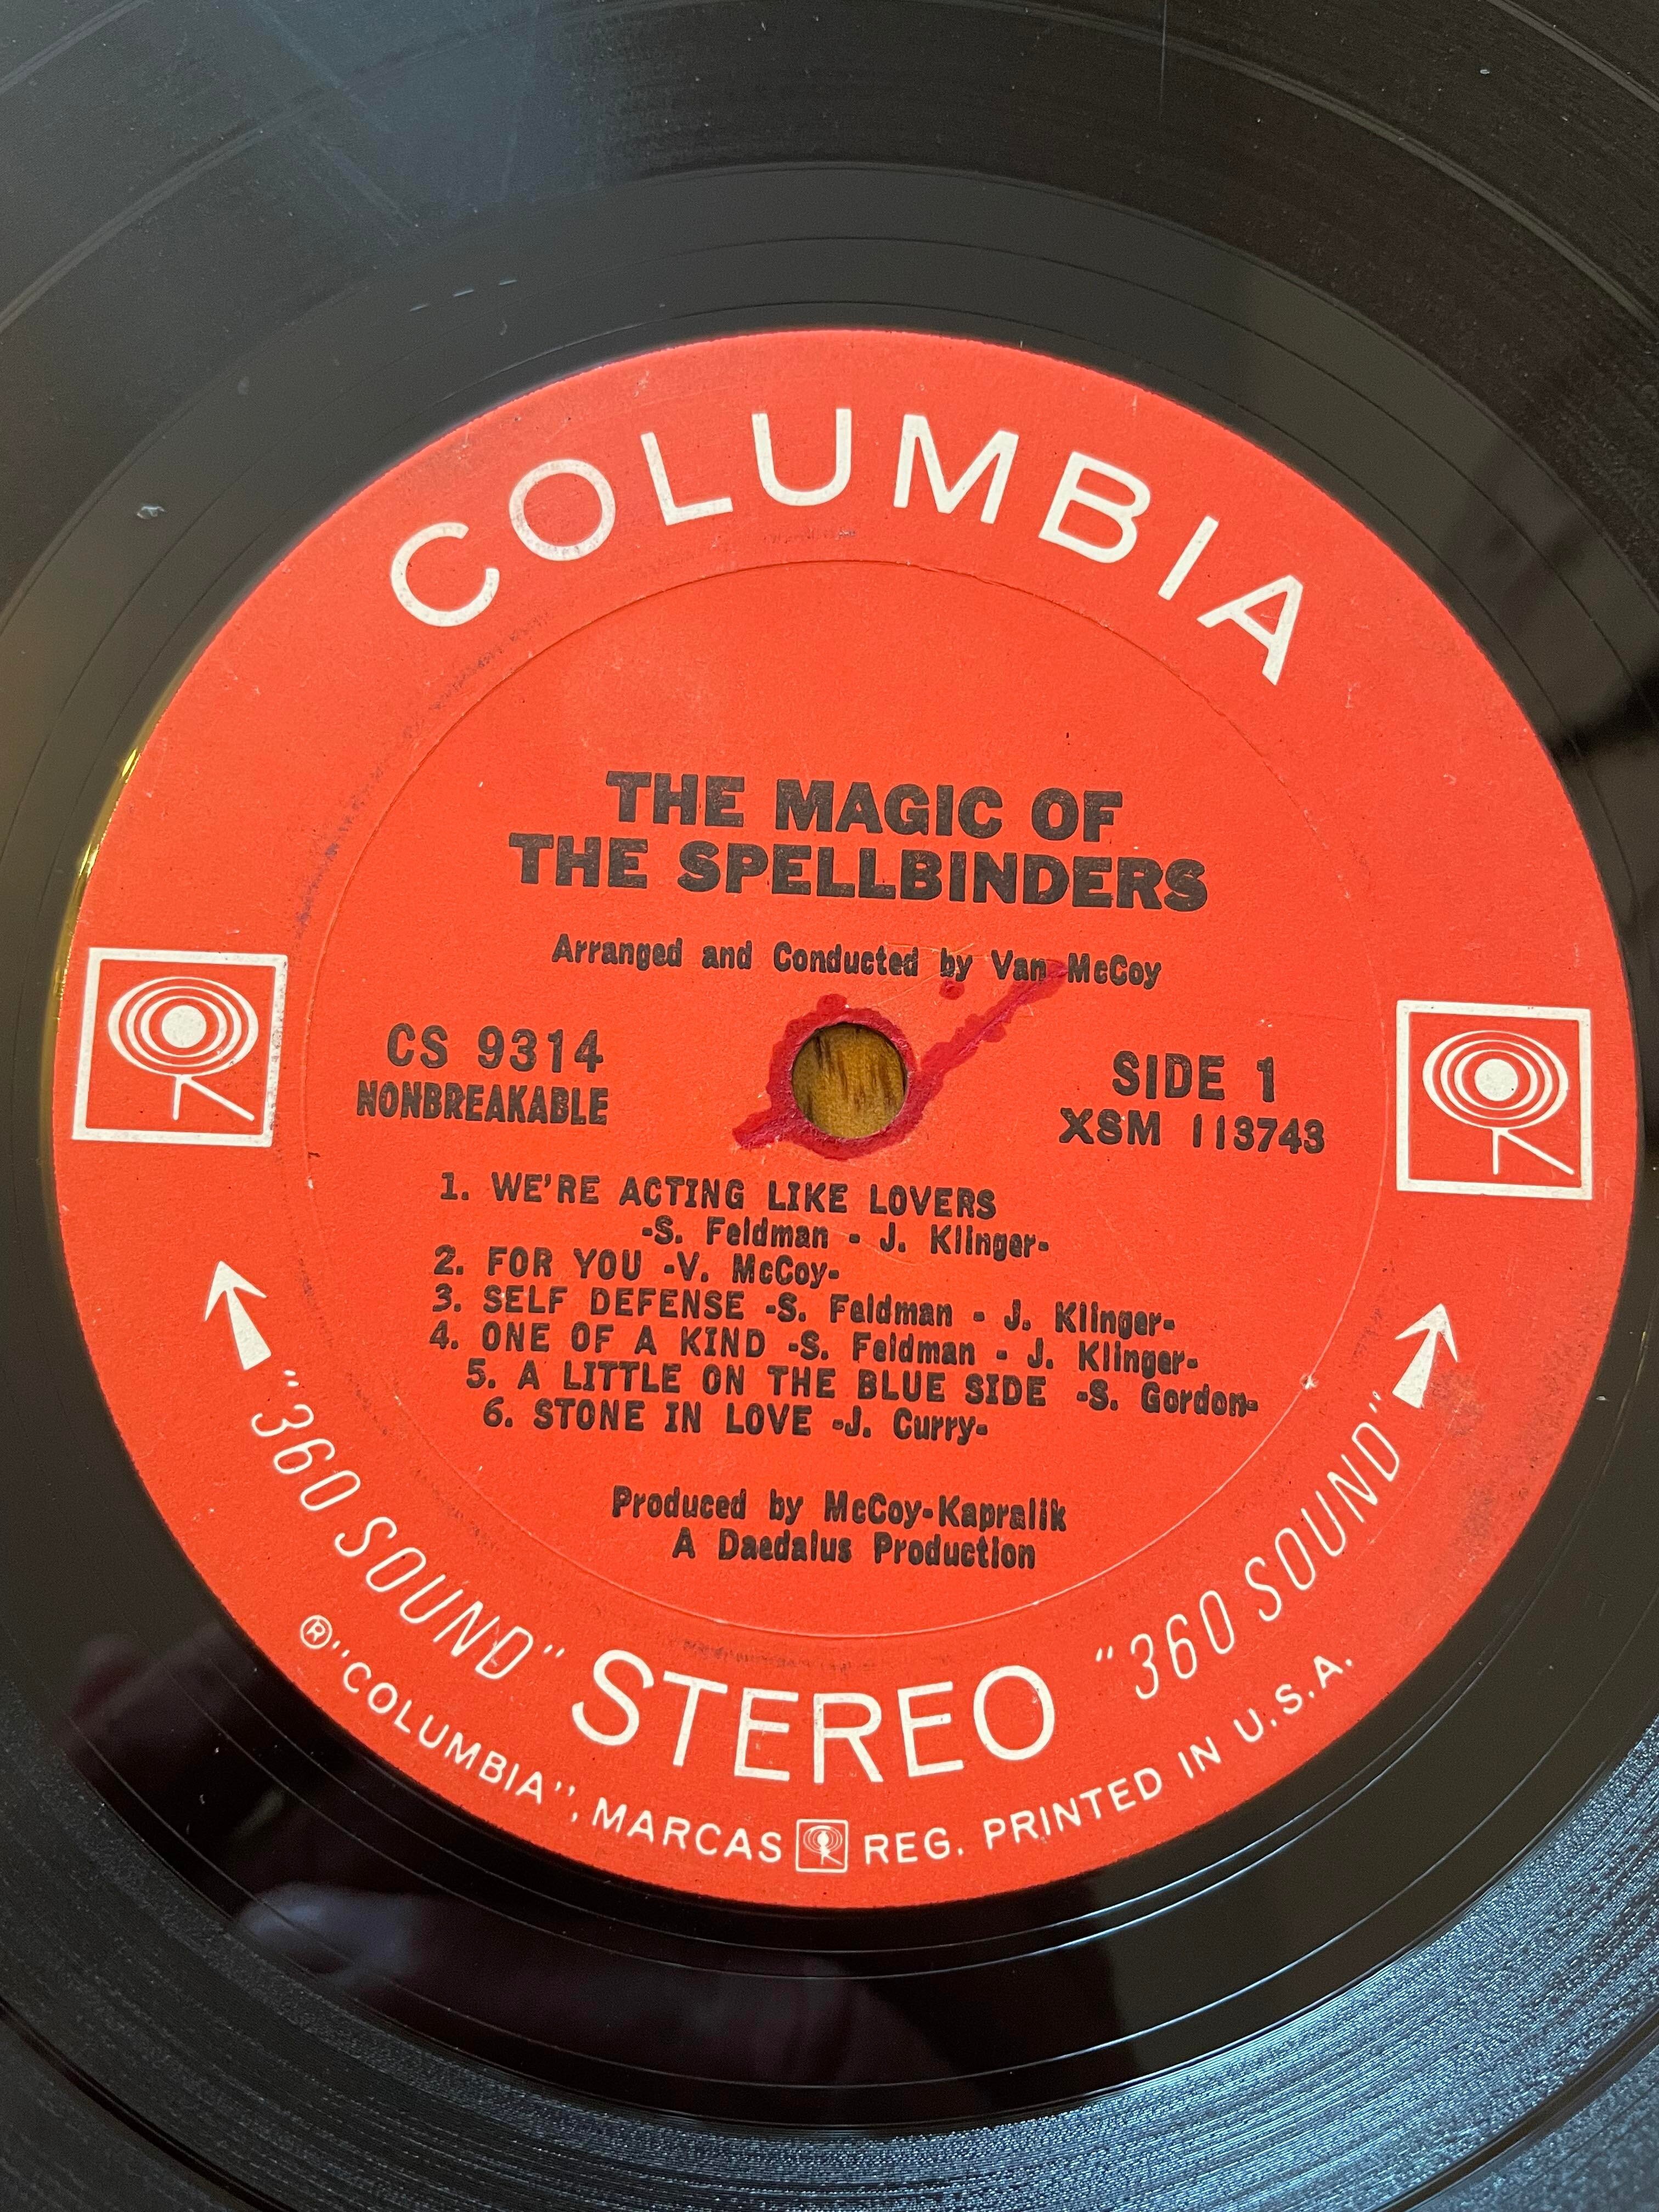 COLUMBIA
THE MAGIC OF
THE SPELLBINDERS
Arranged and Conducted by Van McCoy
CS 9314
NONBREAKABLE
SIDE 1
XSM 113743
1. WE'RE ACTING LIKE LOVERS
-S. Feldman - J. Klinger-
2. FOR YOU -V. McCoy-
3. SELF DEFENSE -S. Feldman - J. Klinger-
4. ONE OF A KIND -S. Feldman - J. Klinger-
5. A LITTLE ON THE BLUE SIDE -S. Gordon-
6. STONE IN LOVE -J. Curry-
Produced by McCoy-Kapralik
A Daedalus Production
"360 SOUND" STEREO "360 SOUND"
® "COLUMBIA", MARCAS REG. PRINTED IN U.S.A.